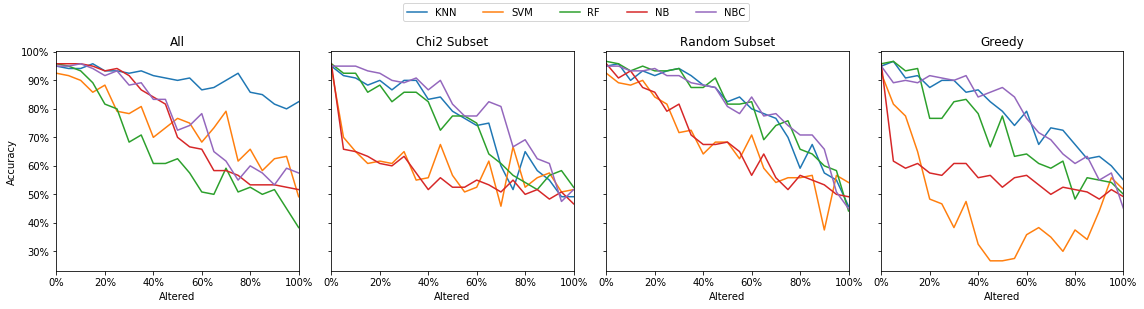 KNN SVM RF NB NBC
All Chi2 Subset Random Subset Greedy
100%
90%
80%
70%
60%
50%
40%
30%
Accuracy
0% 20% 40% 60% 80% 100% 0% 20% 40% 60% 80% 100% 0% 20% 40% 60% 80% 100% 0% 20% 40% 60% 80% 100%
Altered Altered Altered Altered